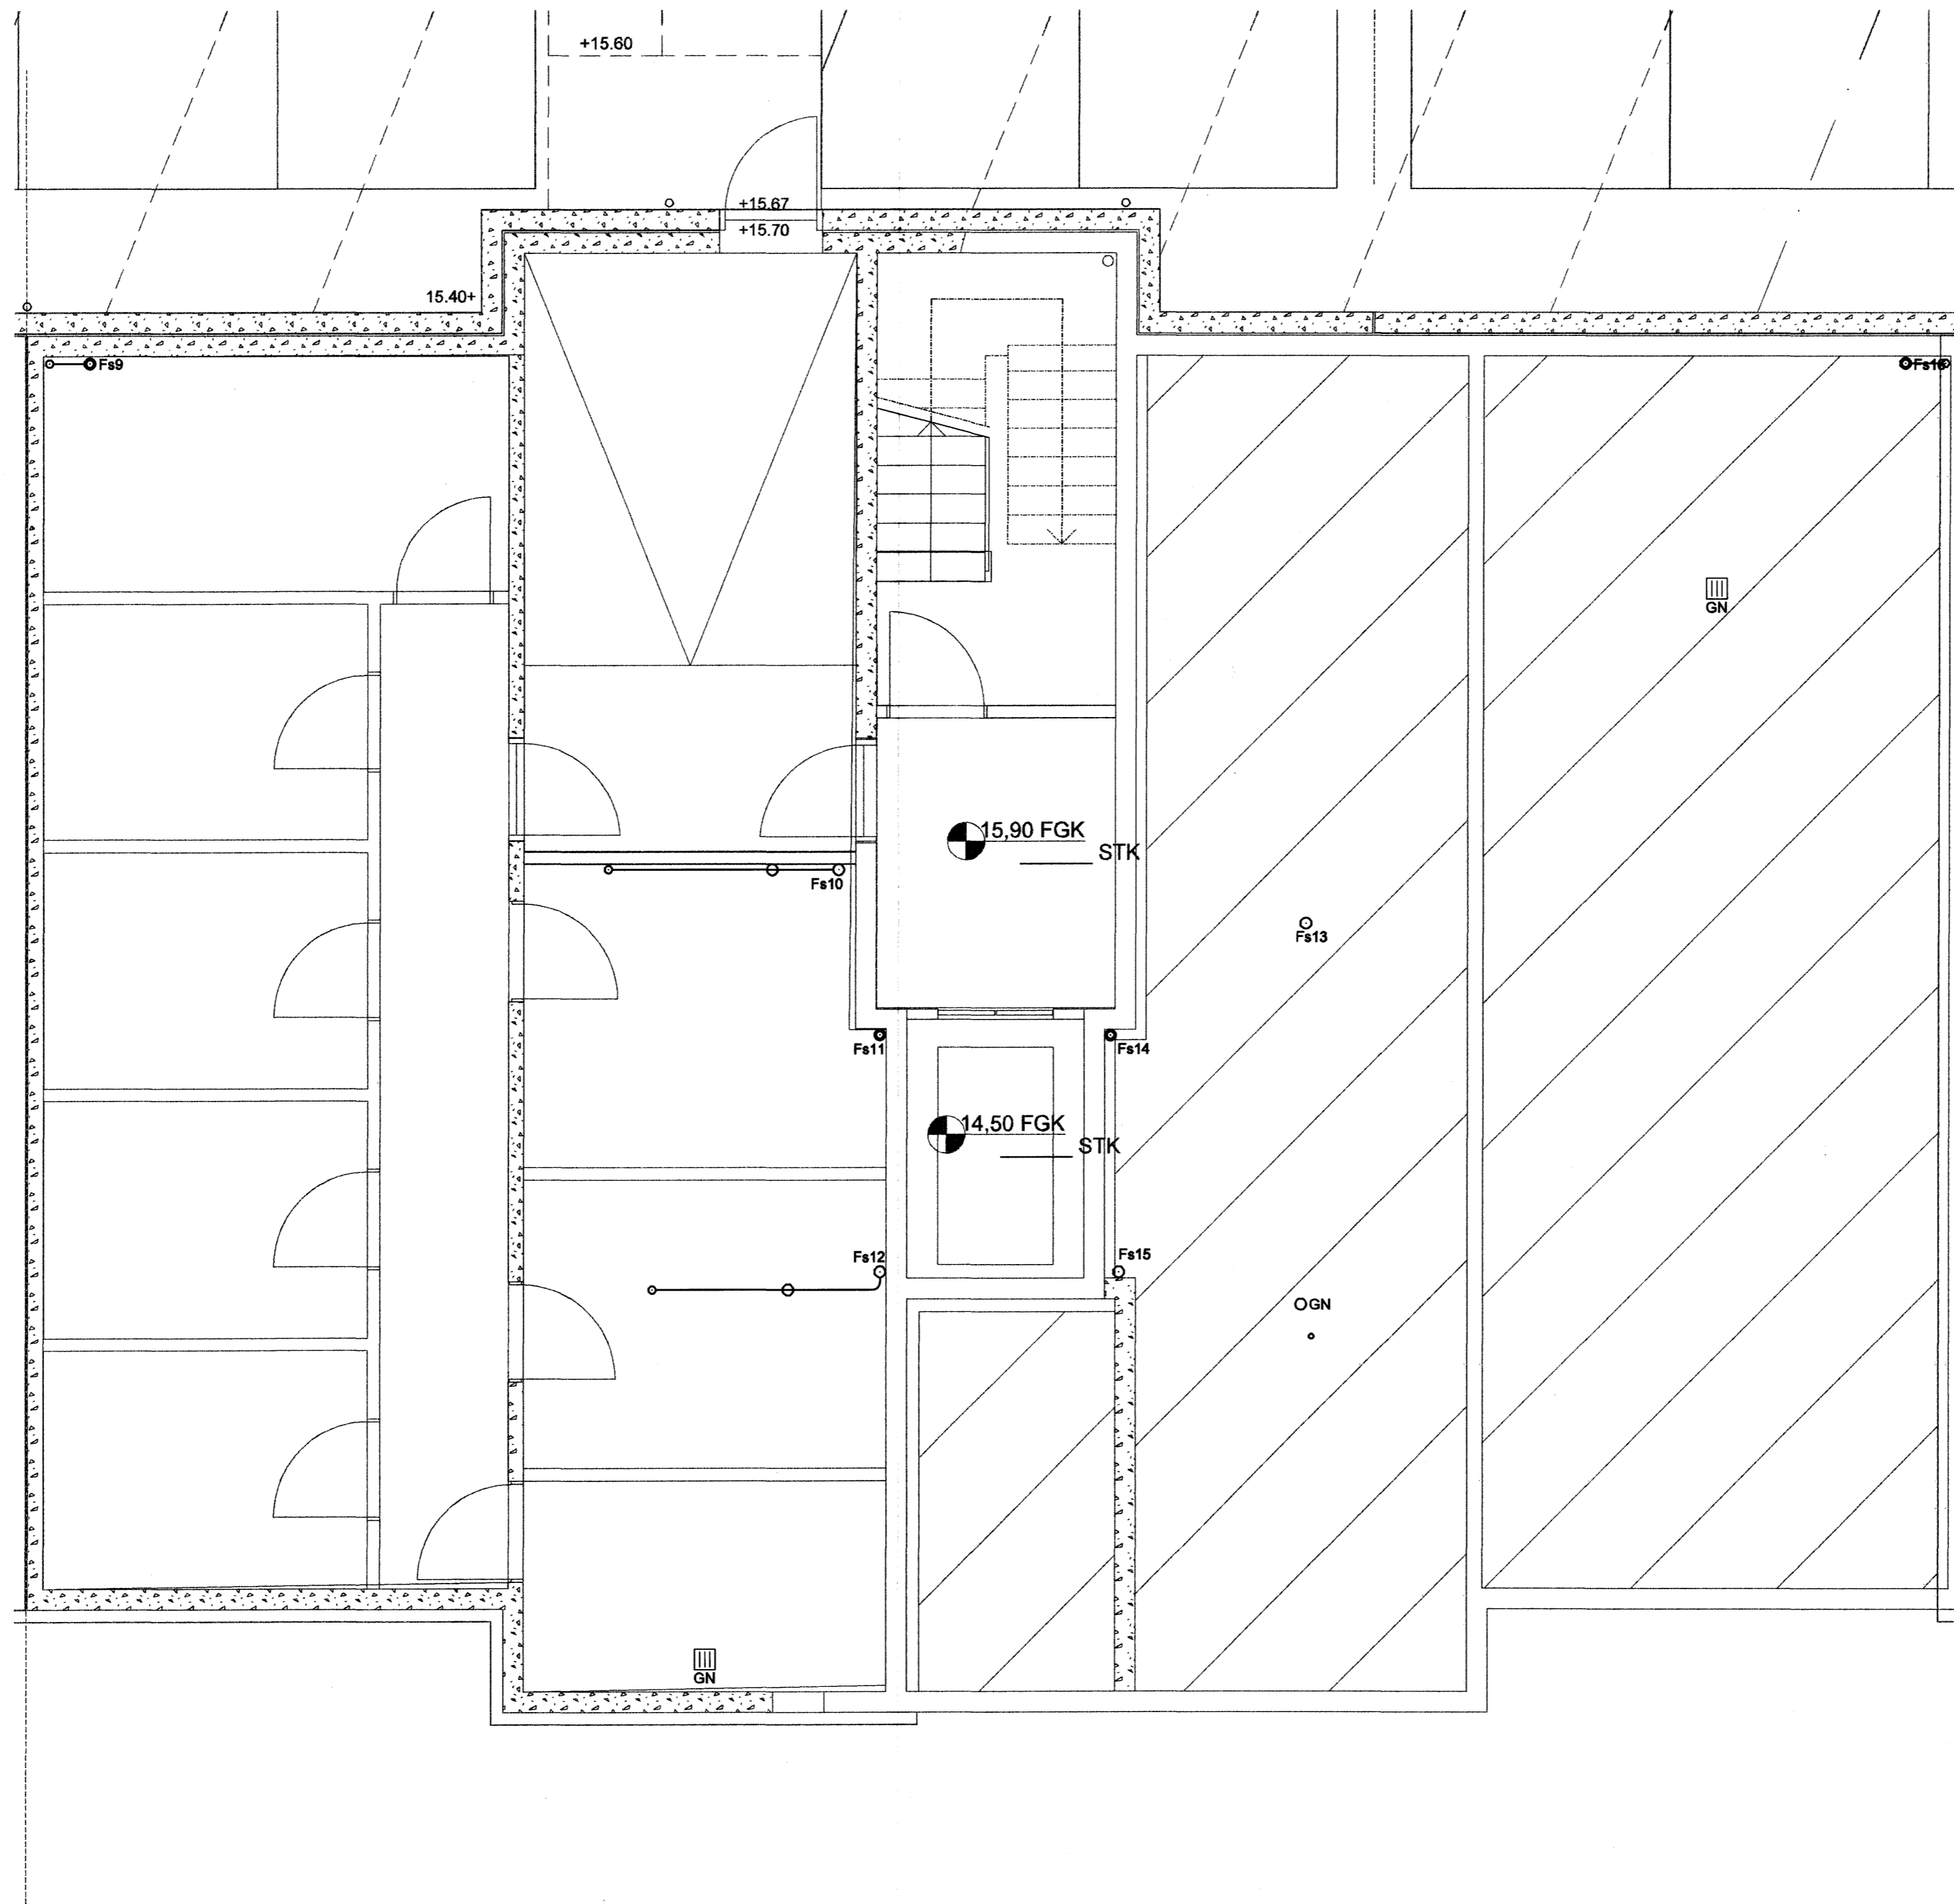 +15.60
+15.67
+15.70
15.40+
Fs9
Fs16
GN
15,90 FGK
STK
Fs10
Fs13
Fs11
Fs14
14,50 FGK
STK
Fs12
Fs15
GN
GN